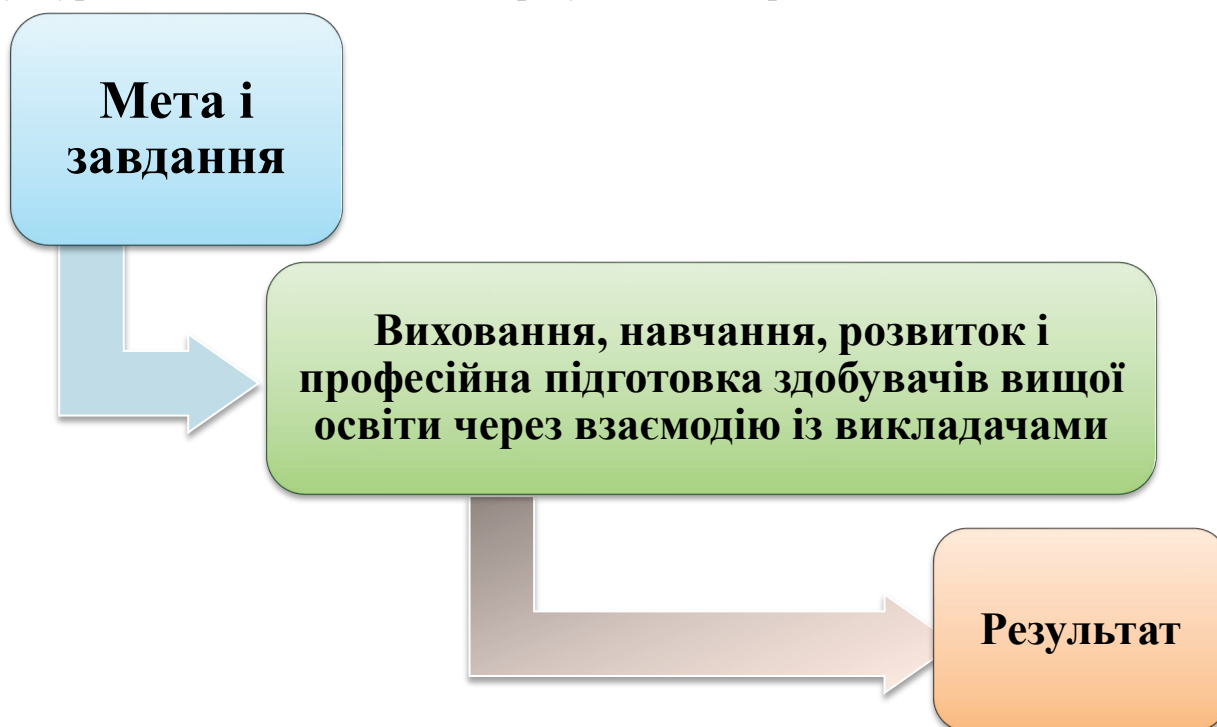 Мета і
завдання
Виховання, навчання, розвиток і
професійна підготовка здобувачів вищої
освіти через взаємодію із викладачами
Результат